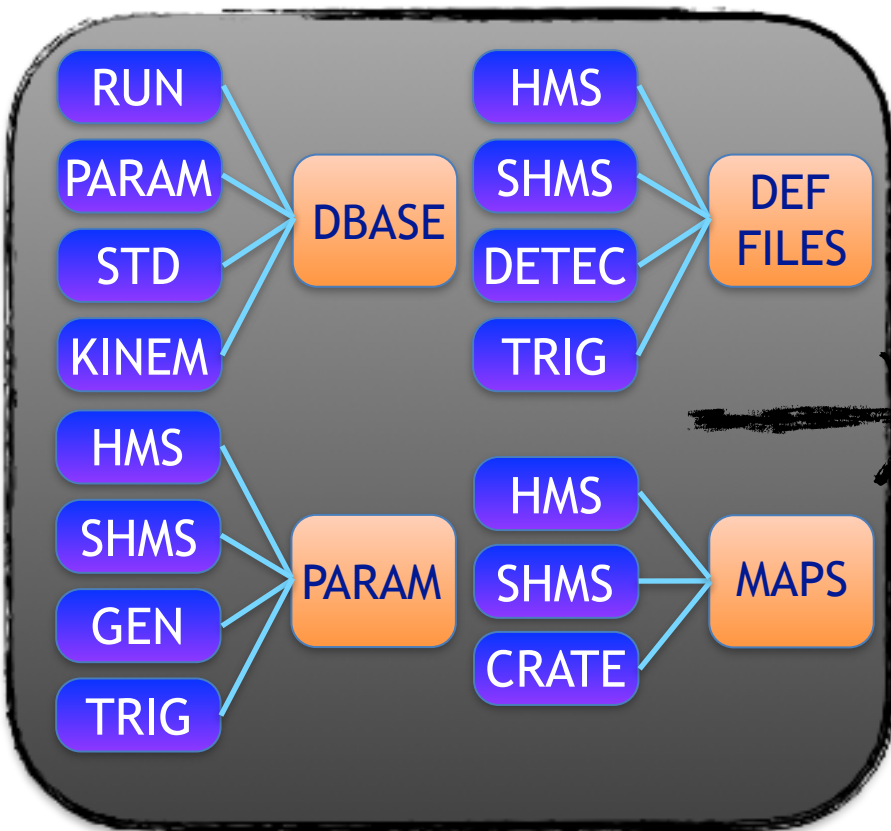 RUN
PARAM
STD
KINEM
DBASE
HMS
SHMS
DETEC
TRIG
DEF
FILES
HMS
SHMS
GEN
TRIG
PARAM
HMS
SHMS
CRATE
MAPS